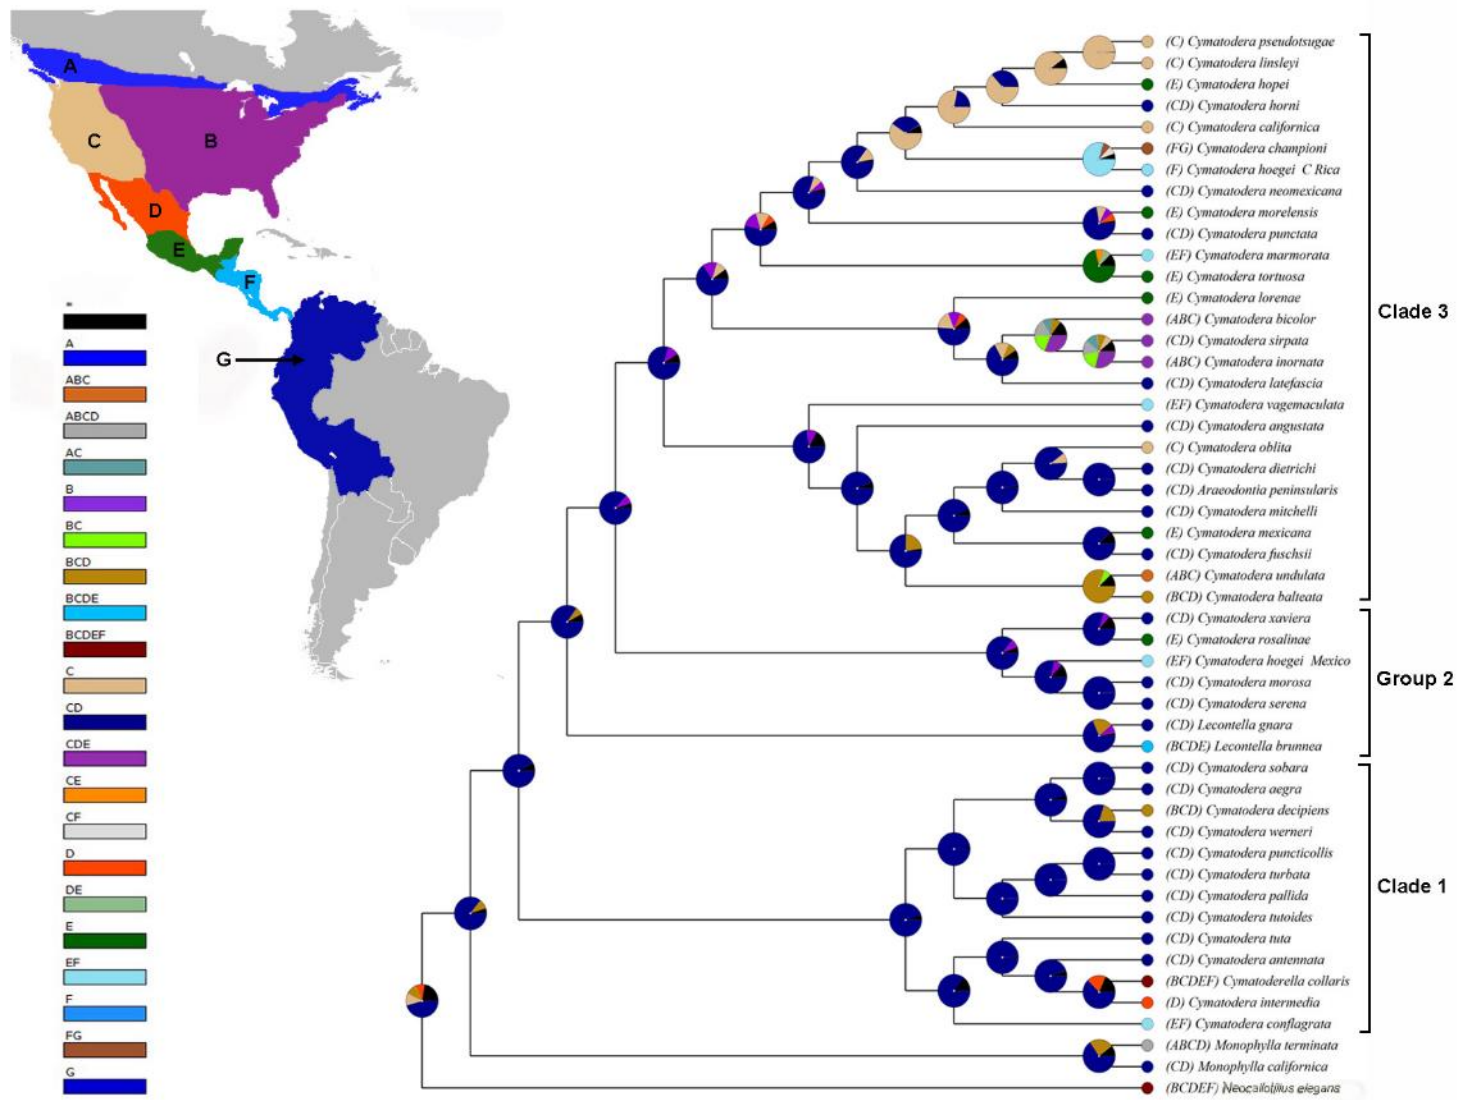 A
B
C
D
E
F
G
*
A
ABC
ABCD
AC
B
BC
BCD
BCDE
BCDEF
C
CD
CDE
CE
CF
D
DE
E
EF
F
FG
G
(C) Cymatodera pseudotsugae
(C) Cymatodera linsleyi
(E) Cymatodera hopei
(CD) Cymatodera horni
(C) Cymatodera californica
(FG) Cymatodera championi
(F) Cymatodera hoegei C Rica
(CD) Cymatodera neomexicana
(E) Cymatodera morelensis
(CD) Cymatodera punctata
(EF) Cymatodera marmorata
(E) Cymatodera tortuosa
(E) Cymatodera lorenae
(ABC) Cymatodera bicolor
(CD) Cymatodera sirpata
(ABC) Cymatodera inornata
(CD) Cymatodera latefascia
(EF) Cymatodera vagemaculata
(CD) Cymatodera angustata
(C) Cymatodera oblita
(CD) Cymatodera dietrichi
(CD) Araeodontia peninsularis
(CD) Cymatodera mitchelli
(E) Cymatodera mexicana
(CD) Cymatodera fuschsii
(ABC) Cymatodera undulata
(BCD) Cymatodera balteata
(CD) Cymatodera xaviera
(E) Cymatodera rosalinae
(EF) Cymatodera hoegei Mexico
(CD) Cymatodera morosa
(CD) Cymatodera serena
(CD) Lecontella gnara
(BCDE) Lecontella brunnea
(CD) Cymatodera sobara
(CD) Cymatodera aegra
(BCD) Cymatodera decipiens
(CD) Cymatodera werneri
(CD) Cymatodera puncticollis
(CD) Cymatodera turbata
(CD) Cymatodera pallida
(CD) Cymatodera tutoides
(CD) Cymatodera tuta
(CD) Cymatodera antennata
(BCDEF) Cymatoderella collaris
(D) Cymatodera intermedia
(EF) Cymatodera conflagrata
(ABCD) Monophylla terminata
(CD) Monophylla californica
(BCDEF) elegans
Clade 3
Group 2
Clade 1